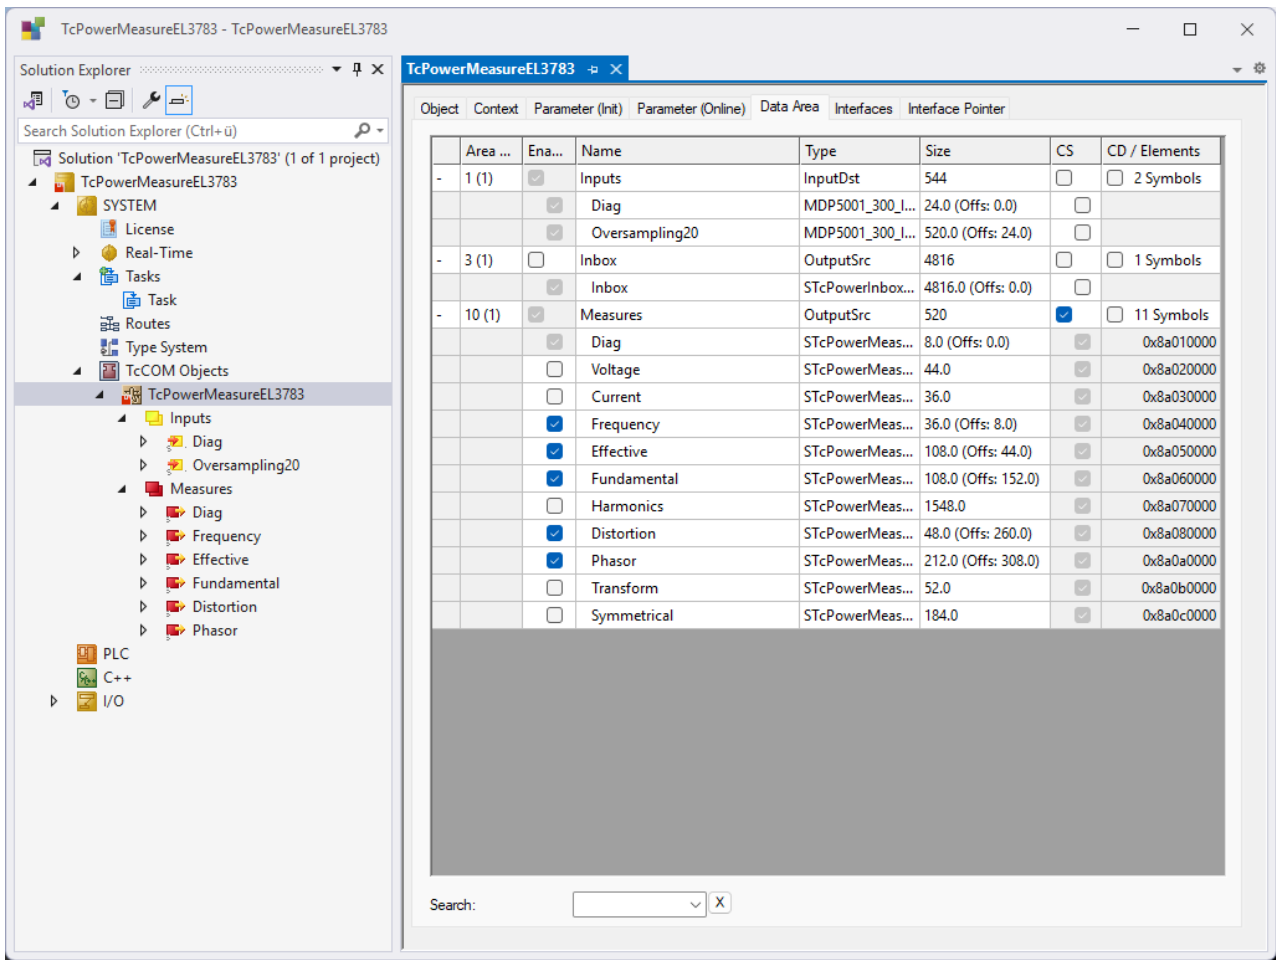 TcPowerMeasureEL3783 - TcPowerMeasureEL3783
Solution Explorer
Search Solution Explorer (Ctrl+ü)
Solution 'TcPowerMeasureEL3783' (1 of 1 project)
TcPowerMeasureEL3783
SYSTEM
License
Real-Time
Tasks
Task
Routes
Type System
TcCOM Objects
TcPowerMeasureEL3783
Inputs
Diag
Oversampling20
Measures
Diag
Frequency
Effective
Fundamental
Distortion
Phasor
PLC
C++
I/O
TcPowerMeasureEL3783
Object Context Parameter (Init) Parameter (Online) Data Area Interfaces Interface Pointer
Area ... Ena... Name Type Size CS CD / Elements
- 1 (1) Inputs InputDst 544 2 Symbols
Diag MDP5001_300_I... 24.0 (Offs: 0.0)
Oversampling20 MDP5001_300_I... 520.0 (Offs: 24.0)
- 3 (1) Inbox OutputSrc 4816 1 Symbols
Inbox STcPowerInbox... 4816.0 (Offs: 0.0)
- 10 (1) Measures OutputSrc 520 11 Symbols
Diag STcPowerMeas... 8.0 (Offs: 0.0) 0x8a010000
Voltage STcPowerMeas... 44.0 0x8a020000
Current STcPowerMeas... 36.0 0x8a030000
Frequency STcPowerMeas... 36.0 (Offs: 8.0) 0x8a040000
Effective STcPowerMeas... 108.0 (Offs: 44.0) 0x8a050000
Fundamental STcPowerMeas... 108.0 (Offs: 152.0) 0x8a060000
Harmonics STcPowerMeas... 1548.0 0x8a070000
Distortion STcPowerMeas... 48.0 (Offs: 260.0) 0x8a080000
Phasor STcPowerMeas... 212.0 (Offs: 308.0) 0x8a0a0000
Transform STcPowerMeas... 52.0 0x8a0b0000
Symmetrical STcPowerMeas... 184.0 0x8a0c0000
Search: X